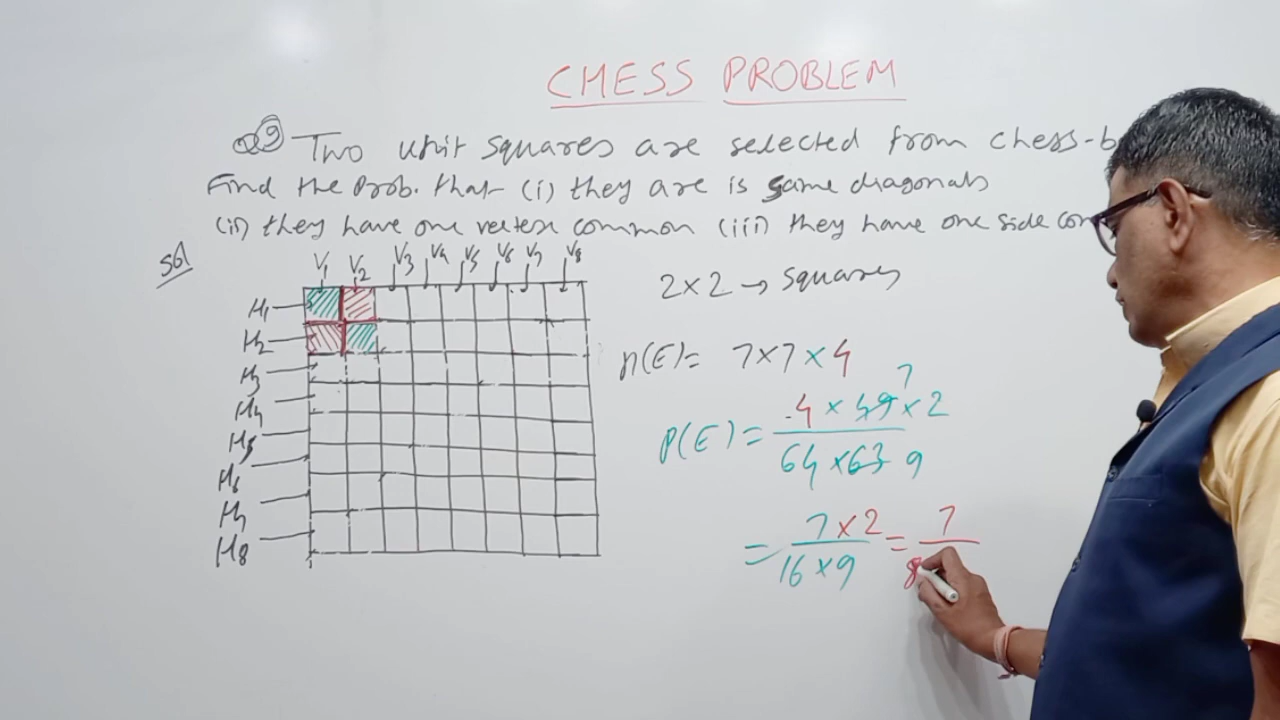 CHESS PROBLEM
Q9 Two unit squares are selected from chess-b
Find the Prob. that (i) they are is same diagonals
(ii) they have one vertex common (iii) they have one side com
Sol
V1 V2 V3 V4 V5 V6 V7 V8
H1
H2
H3
H4
H5
H6
H7
H8
2×2 → squares
n(E)= 7×7×4
7
P(E)= 4 × 49 × 2
64 × 63 9
= 7×2 = 7
16×9 8